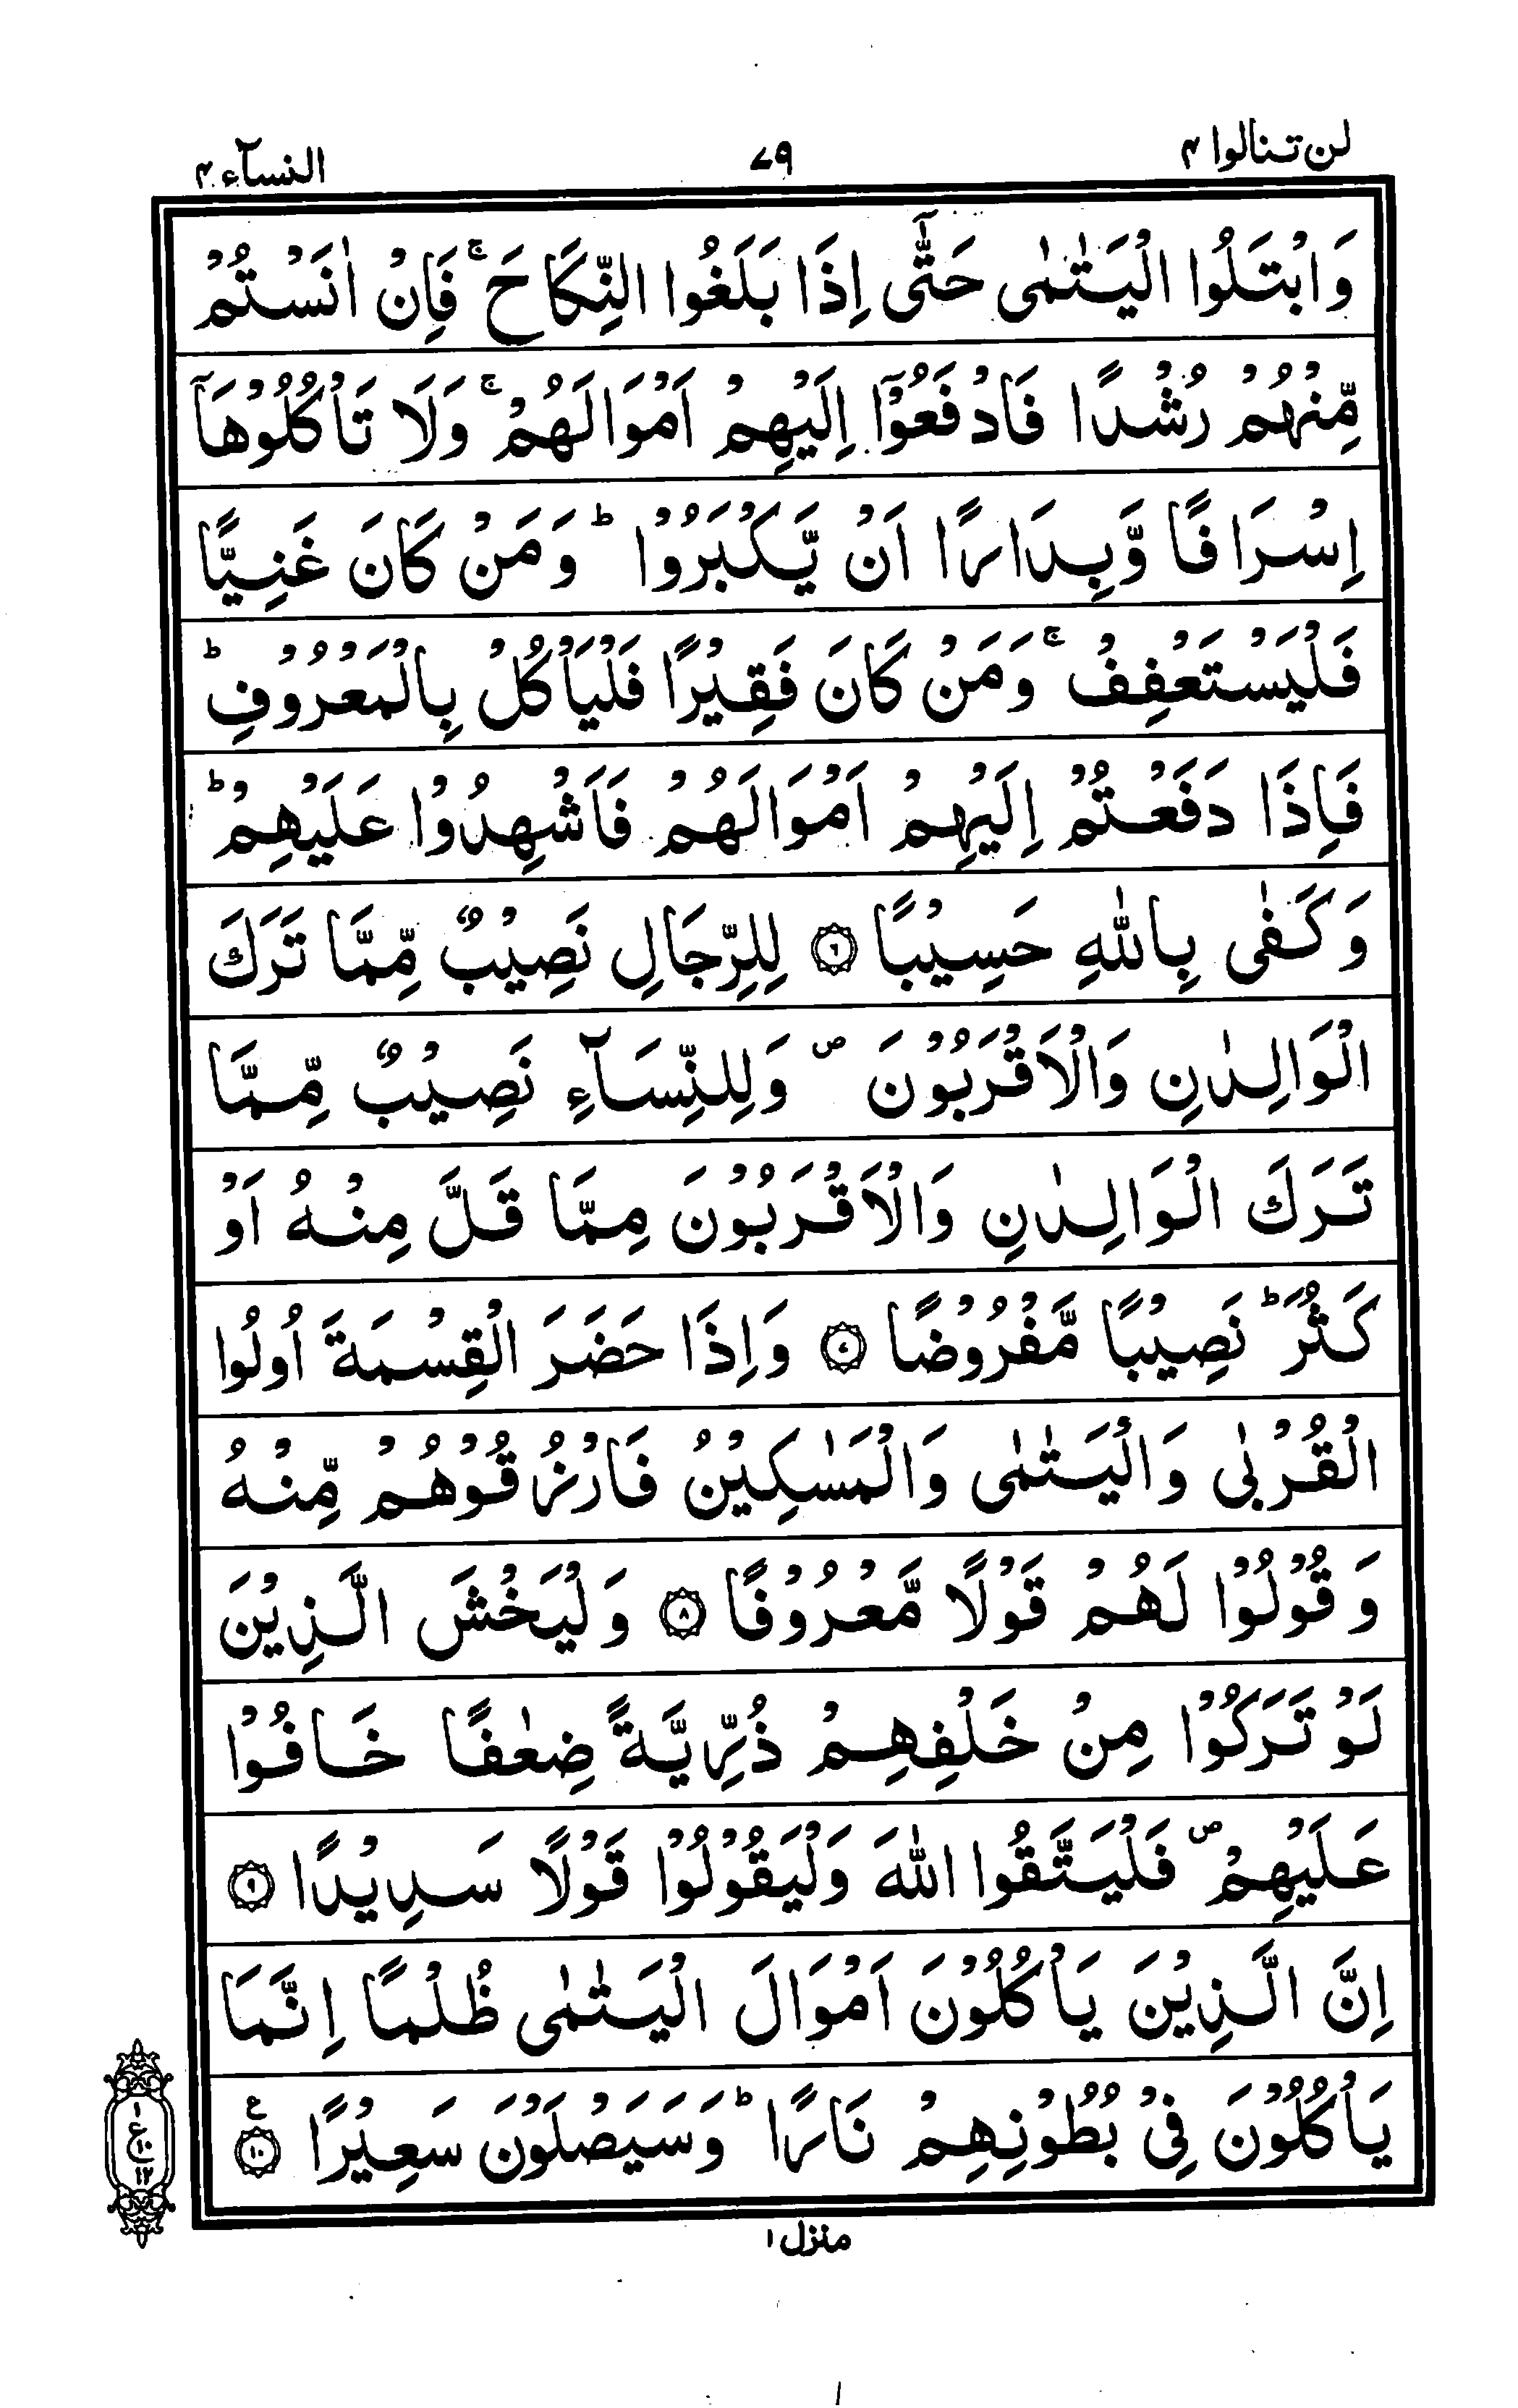 لن تنالوا ۴
۷۹
النسآء ۴
وَابْتَلُوا الْيَتٰمٰى حَتّٰۤى اِذَا بَلَغُوا النِّكَاحَ ۚ فَاِنْ اٰنَسْتُمْ
مِّنْهُمْ رُشْدًا فَادْفَعُوْۤا اِلَيْهِمْ اَمْوَالَهُمْ ۚ وَلَا تَاْكُلُوْهَاۤ
اِسْرَافًا وَّبِدَارًا اَنْ يَّكْبَرُوْا ؕ وَمَنْ كَانَ غَنِيًّا
فَلْيَسْتَعْفِفْ ۚ وَمَنْ كَانَ فَقِيْرًا فَلْيَاْكُلْ بِالْمَعْرُوْفِ ؕ
فَاِذَا دَفَعْتُمْ اِلَيْهِمْ اَمْوَالَهُمْ فَاَشْهِدُوْا عَلَيْهِمْ ؕ
وَكَفٰى بِاللّٰهِ حَسِيْبًا ۶ لِلرِّجَالِ نَصِيْبٌ مِّمَّا تَرَكَ
الْوَالِدٰنِ وَالْاَقْرَبُوْنَ ۪ وَلِلنِّسَآءِ نَصِيْبٌ مِّمَّا
تَرَكَ الْوَالِدٰنِ وَالْاَقْرَبُوْنَ مِمَّا قَلَّ مِنْهُ اَوْ
كَثُرَ ؕ نَصِيْبًا مَّفْرُوْضًا ۷ وَاِذَا حَضَرَ الْقِسْمَةَ اُولُوا
الْقُرْبٰى وَالْيَتٰمٰى وَالْمَسٰكِيْنُ فَارْزُقُوْهُمْ مِّنْهُ
وَقُوْلُوْا لَهُمْ قَوْلًا مَّعْرُوْفًا ۸ وَلْيَخْشَ الَّذِيْنَ
لَوْ تَرَكُوْا مِنْ خَلْفِهِمْ ذُرِّيَّةً ضِعٰفًا خَافُوْا
عَلَيْهِمْ ۪ فَلْيَتَّقُوا اللّٰهَ وَلْيَقُوْلُوْا قَوْلًا سَدِيْدًا ۹
اِنَّ الَّذِيْنَ يَاْكُلُوْنَ اَمْوَالَ الْيَتٰمٰى ظُلْمًا اِنَّمَا
يَاْكُلُوْنَ فِيْ بُطُوْنِهِمْ نَارًا ؕ وَسَيَصْلَوْنَ سَعِيْرًا ۱۰ ع
۱
ع ۱۰
۱۲
منزل ۱